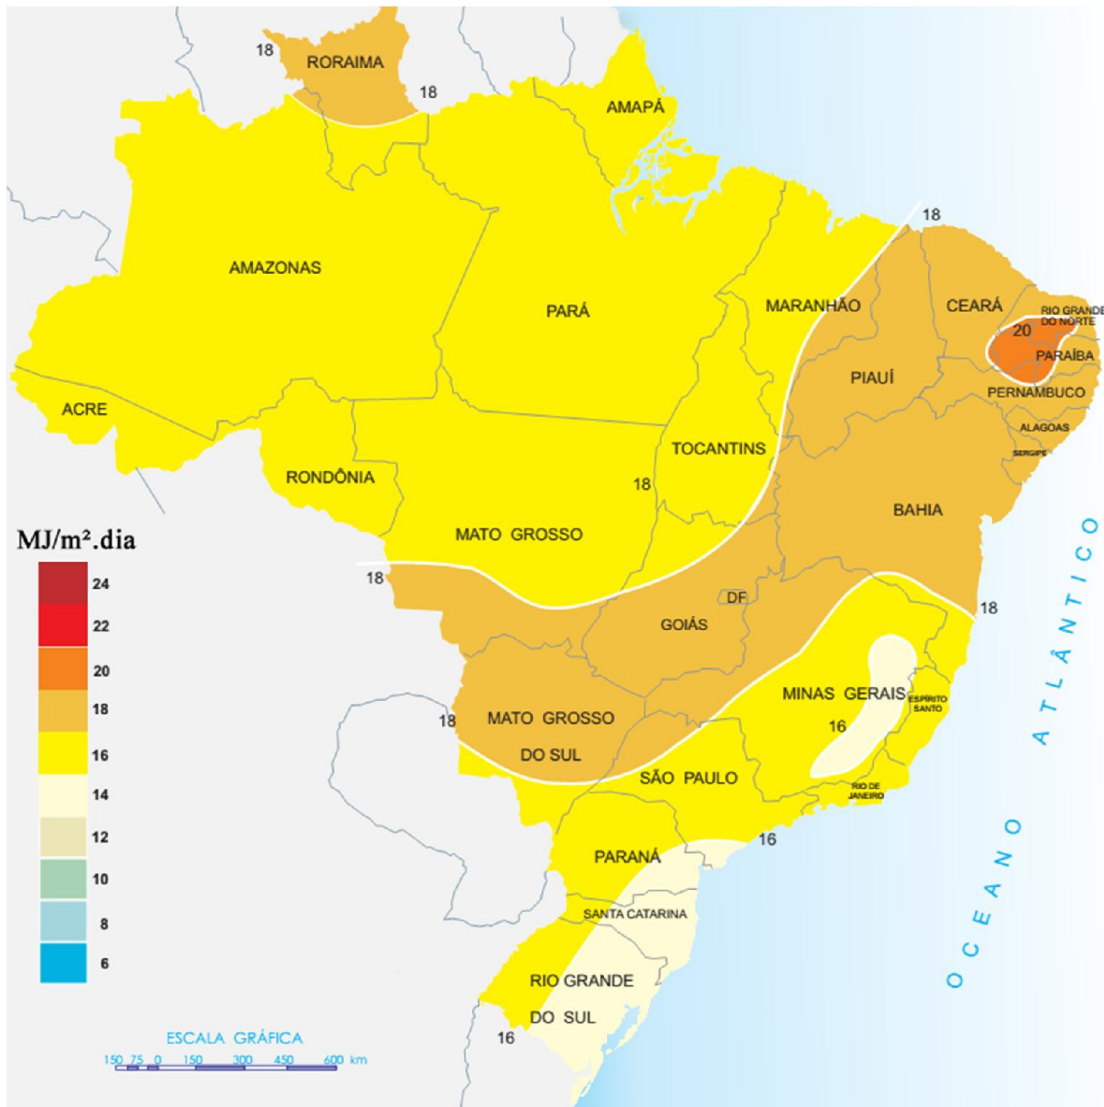 18
RORAIMA
18
AMAPÁ
18
AMAZONAS
PARÁ
MARANHÃO
CEARÁ
RIO GRANDE
DO NORTE
20
PARAÍBA
PIAUÍ
PERNAMBUCO
ACRE
ALAGOAS
TOCANTINS
SERGIPE
RONDÔNIA
18
BAHIA
MATO GROSSO
MJ/m².dia
18
24
22
20
18
16
14
12
10
8
6
DF
GOIÁS
18
MINAS GERAIS
ESPÍRITO
SANTO
16
18
MATO GROSSO
DO SUL
SÃO PAULO
RIO DE
JANEIRO
16
PARANÁ
SANTA CATARINA
RIO GRANDE
DO SUL
16
OCEANO ATLÂNTICO
ESCALA GRÁFICA
150 75 0 150 300 450 600 km